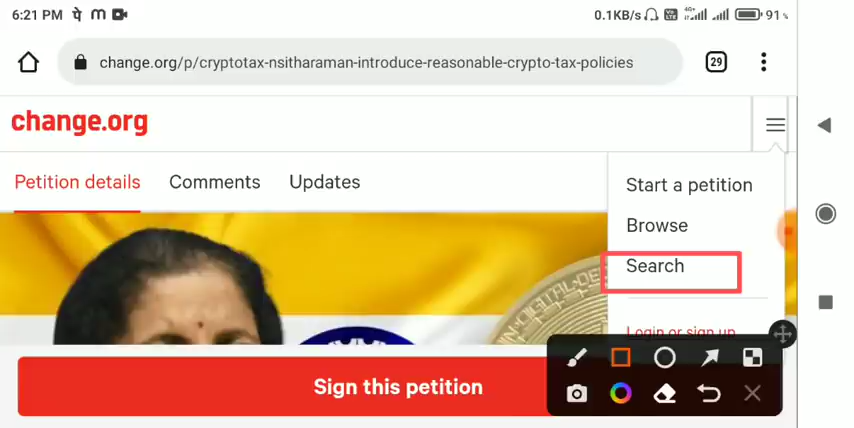 6:21 PM
0.1KB/s 4G+ 91%
change.org/p/cryptotax-nsitharaman-introduce-reasonable-crypto-tax-policies
29
change.org
Petition details Comments Updates
Start a petition
Browse
Search
Login or sign up
Sign this petition